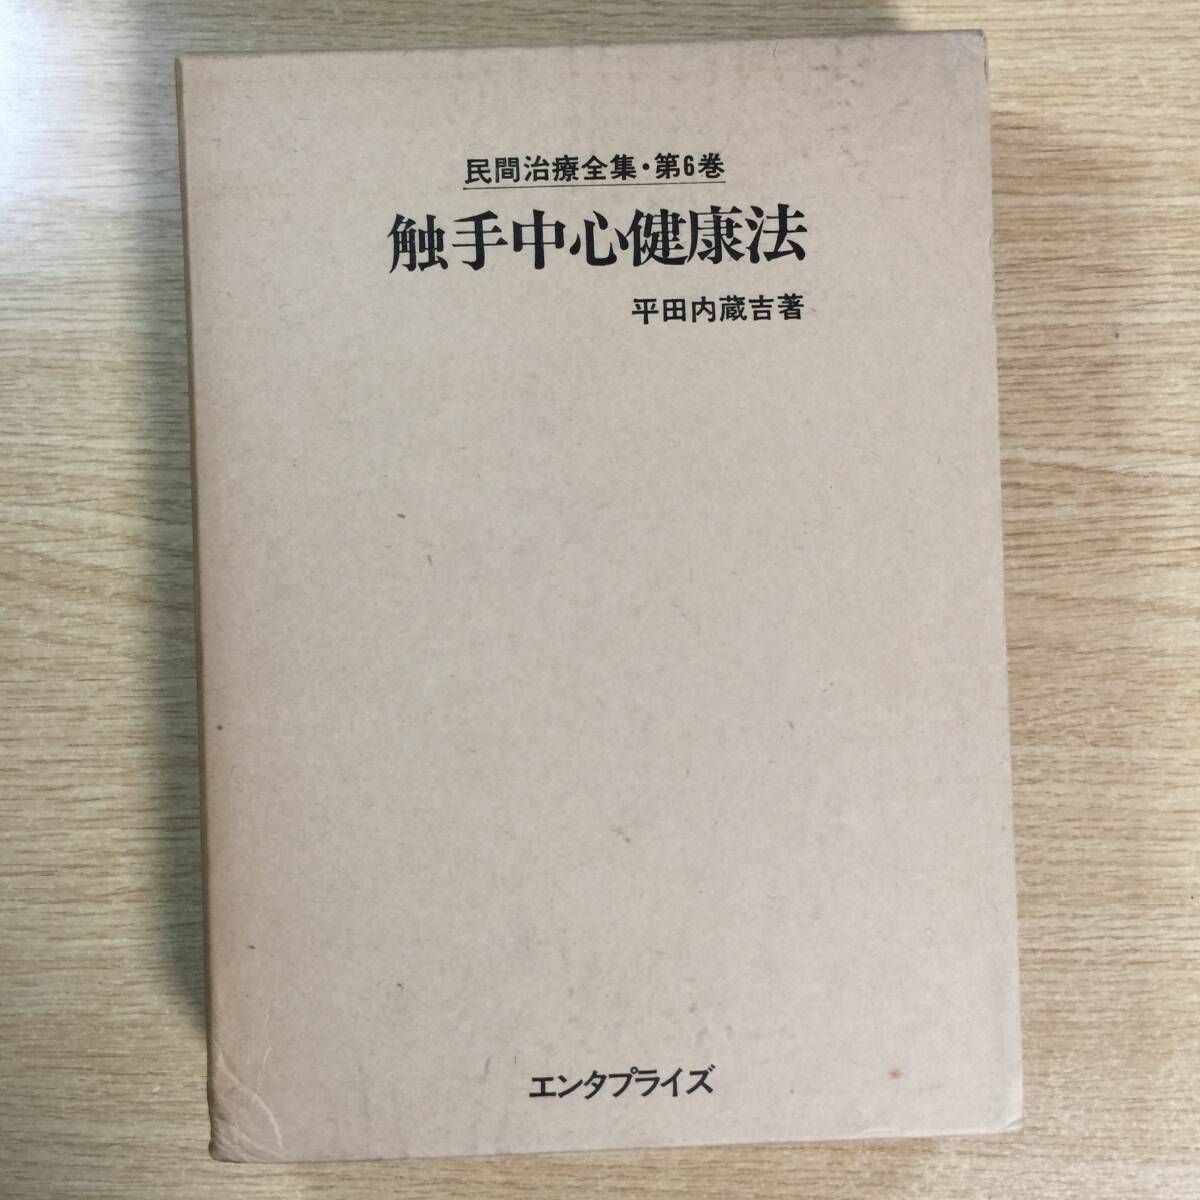 民間治療全集・第6巻
触手中心健康法
平田内蔵吉著
エンタプライズ